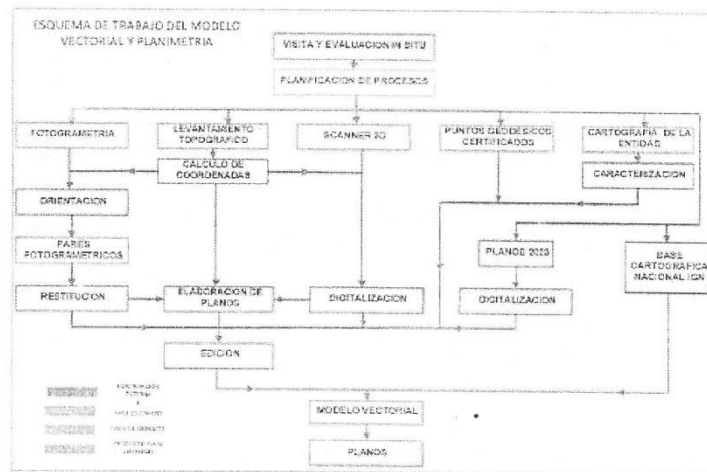 ESQUEMA DE TRABAJO DEL MODELO
VECTORIAL Y PLANIMETRIA
VISITA Y EVALUACION IN SITU
PLANIFICACION DE PROCESOS
FOTOGRAMETRIA
LEVANTAMIENTO
TOPOGRAFICO
SCANNER 3D
PUNTOS GEODÉSICOS
CERTIFICADOS
CARTOGRAFIA DE LA
ENTIDAS
CALCULO DE
COORDENADAS
CARACTERIZACION
ORIENTACION
PARES
FOTOGRAMETRICOS
PLANOS 2023
BASE
CARTOGRAFICA
NACIONAL IGN
RESTITUCION
ELABORACION DE
PLANOS
DIGITALIZACION
DIGITALIZACION
EDICION
MODELO VECTORIAL
PLANOS